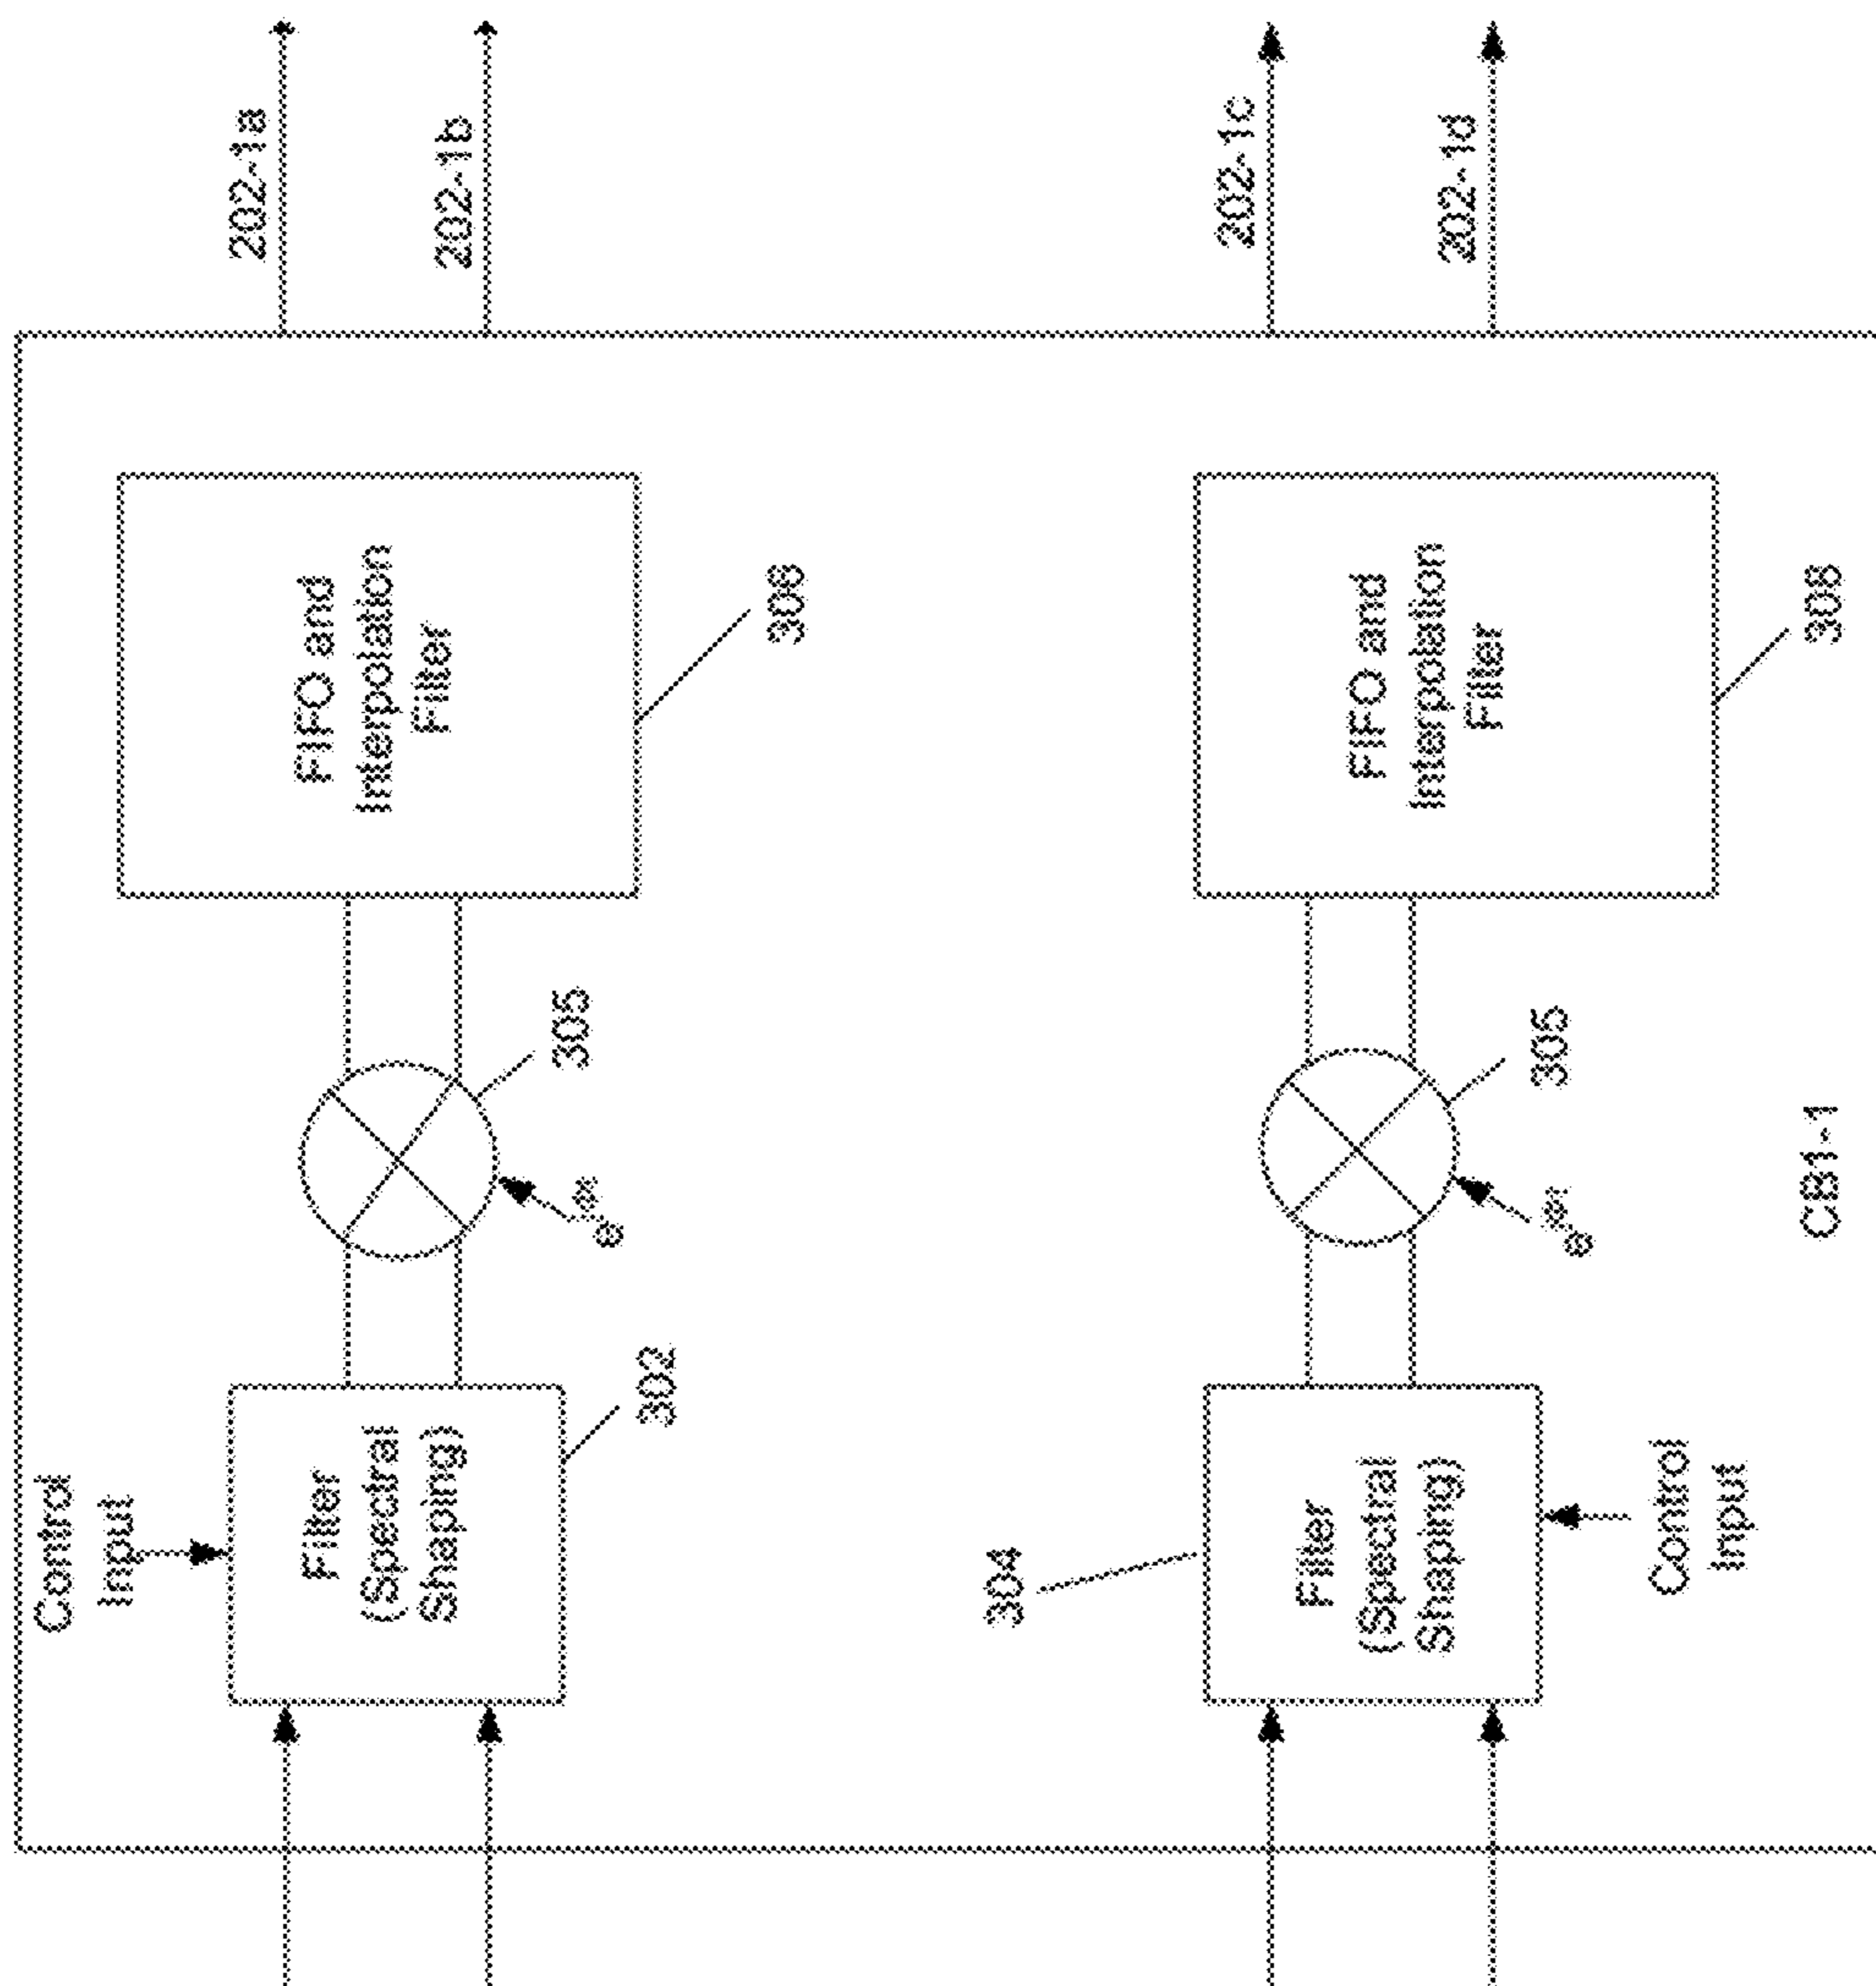 Control
Input
Filter
(Spectral
Shaping)
302
305
FIFO and
Interpolation
Filter
306
202-1a
202-1b
304
Filter
(Spectral
Shaping)
Control
Input
305
FIFO and
Interpolation
Filter
308
202-1c
202-1d
CB1-1